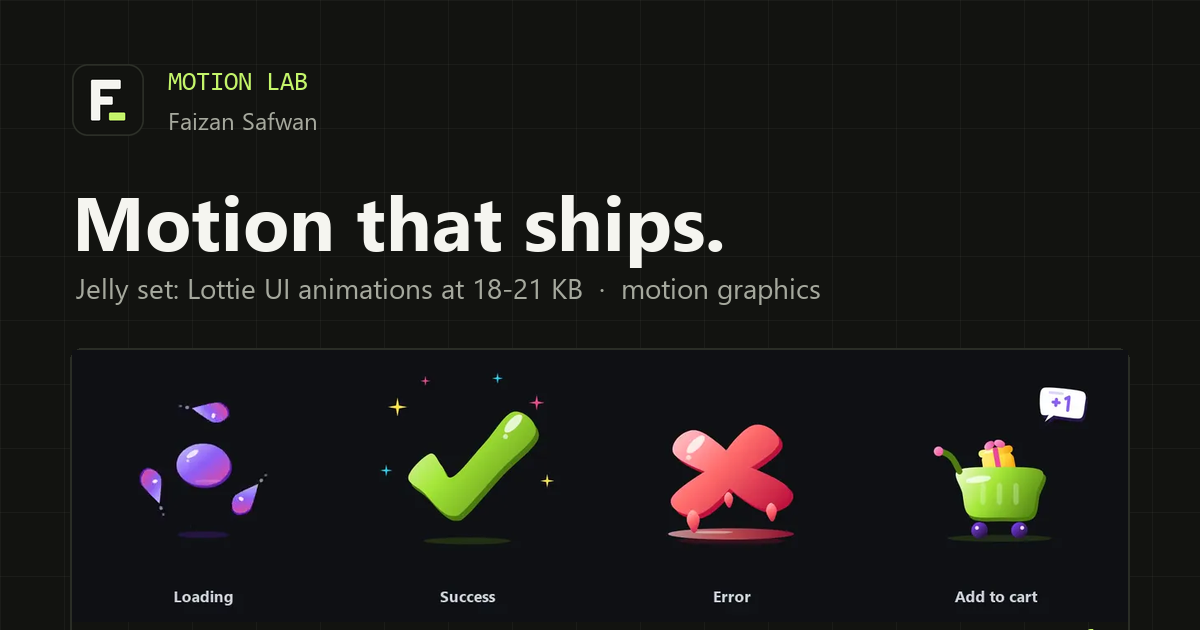 F
MOTION LAB
Faizan Safwan
Motion that ships.
Jelly set: Lottie UI animations at 18-21 KB · motion graphics
+1
Loading
Success
Error
Add to cart